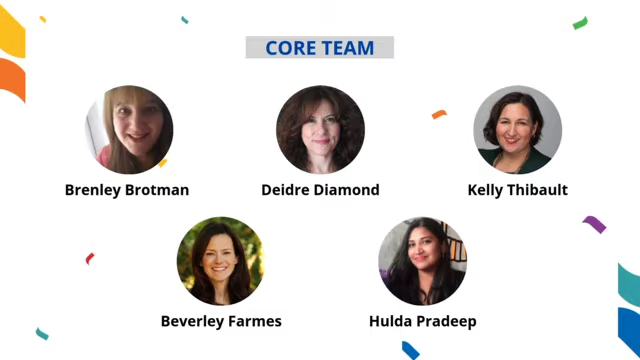 CORE TEAM
Brenley Brotman
Deidre Diamond
Kelly Thibault
Beverley Farmes
Hulda Pradeep